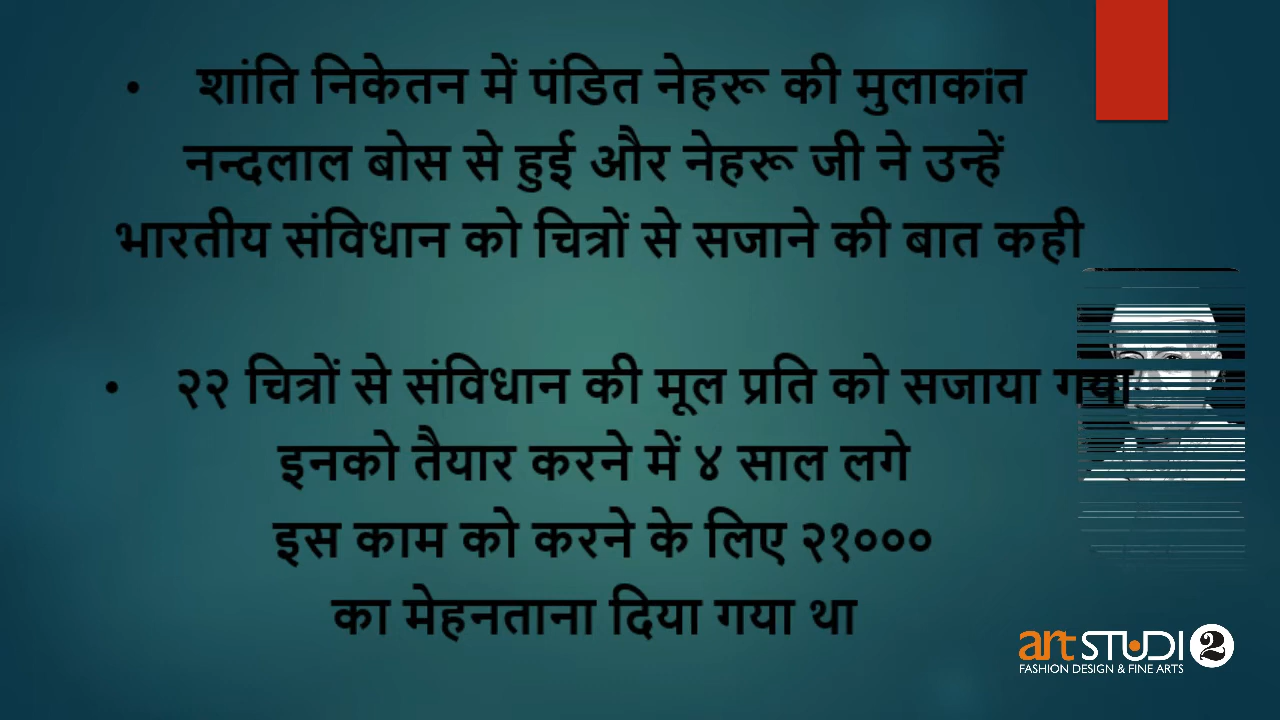 • शांति निकेतन में पंडित नेहरू की मुलाकांत
नन्दलाल बोस से हुई और नेहरू जी ने उन्हें
भारतीय संविधान को चित्रों से सजाने की बात कही
• २२ चित्रों से संविधान की मूल प्रति को सजाया गया
इनको तैयार करने में ४ साल लगे
इस काम को करने के लिए २१०००
का मेहनताना दिया गया था
art STUDI 2
FASHION DESIGN & FINE ARTS